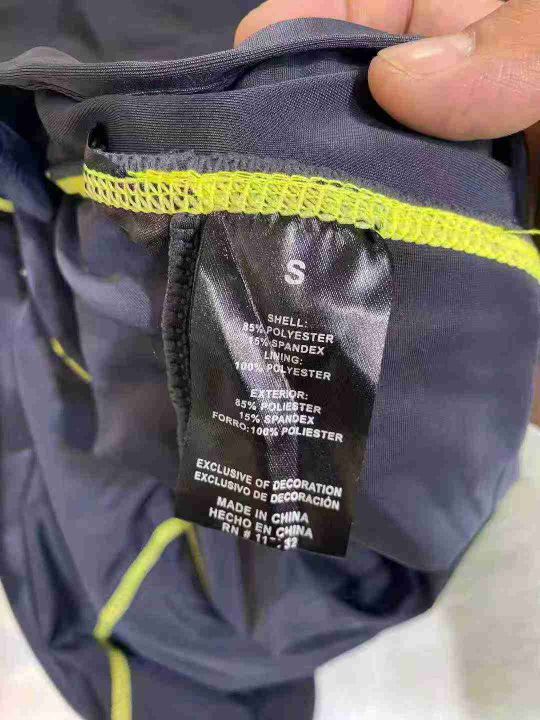 S
SHELL:
85% POLYESTER
15% SPANDEX
LINING:
100% POLYESTER
EXTERIOR:
85% POLIESTER
15% SPANDEX
FORRO:100% POLIESTER
EXCLUSIVE OF DECORATION
EXCLUSIVO DE DECORACIÓN
MADE IN CHINA
HECHO EN CHINA
RN #